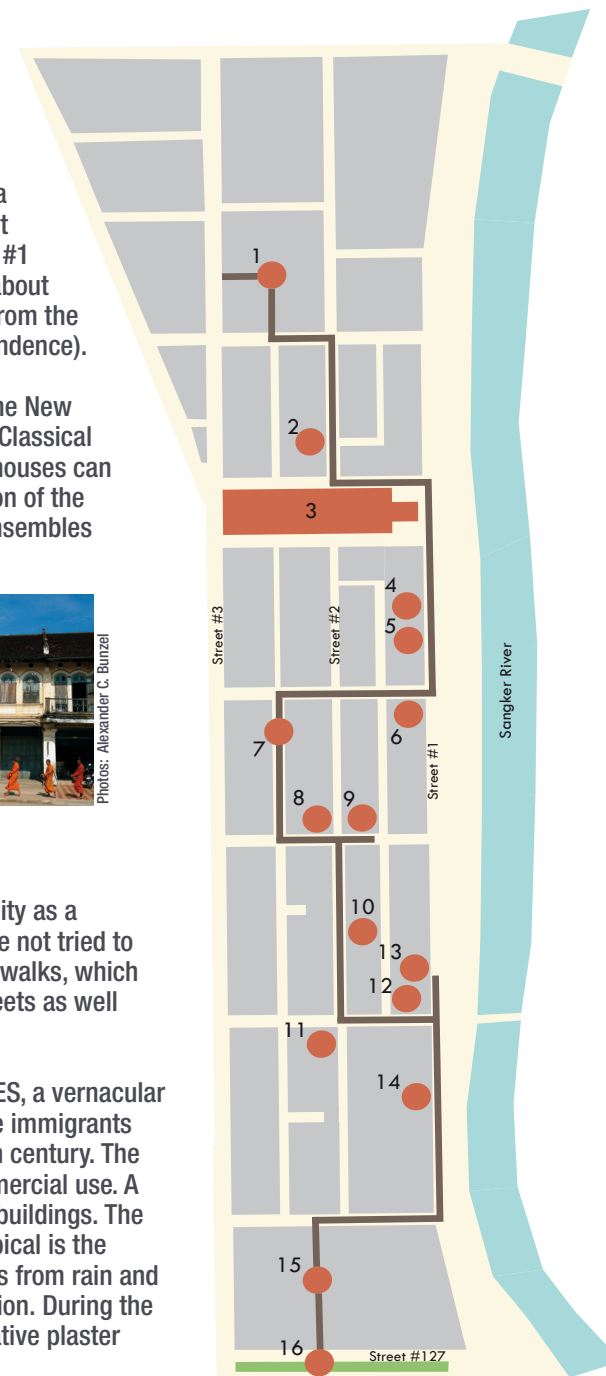 a
t
#1
about
from the
ndence).
he New
Classical
houses can
on of the
nsembles
Photos: Alexander C. Bunzel
city as a
e not tried to
walks, which
eets as well
ES, a vernacular
e immigrants
h century. The
mercial use. A
buildings. The
pical is the
s from rain and
ion. During the
ative plaster
1
2
3
Street #3
Street #2
4
5
Sangker River
6
7
Street #1
8
9
10
13
12
11
14
15
16
Street #127